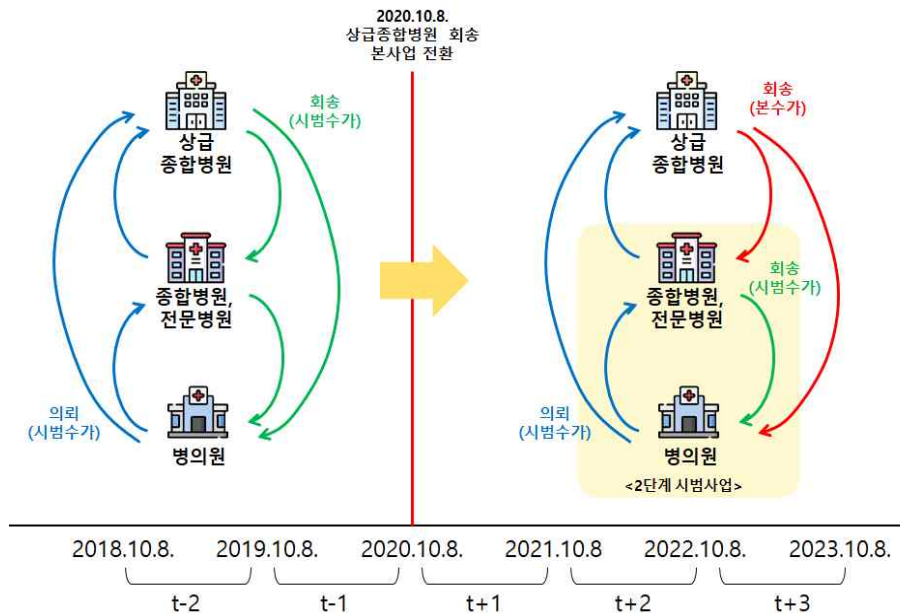 2020.10.8.
상급종합병원 회송
본사업 전환
회송
(시범수가)
상급
종합병원
종합병원,
전문병원
의뢰
(시범수가)
병의원
회송
(본수가)
상급
종합병원
회송
(시범수가)
종합병원,
전문병원
의뢰
(시범수가)
병의원
<2단계 시범사업>
2018.10.8. 2019.10.8. 2020.10.8. 2021.10.8 2022.10.8. 2023.10.8.
t-2 t-1 t+1 t+2 t+3